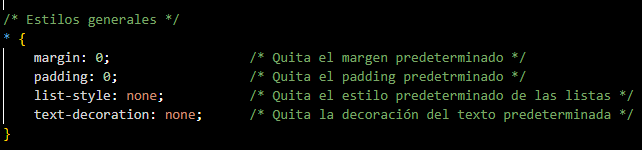 /* Estilos generales */
* {
margin: 0; /* Quita el margen predeterminado */
padding: 0; /* Quita el padding predetrminado */
list-style: none; /* Quita el estilo predeterminado de las listas */
text-decoration: none; /* Quita la decoración del texto predeterminada */
}